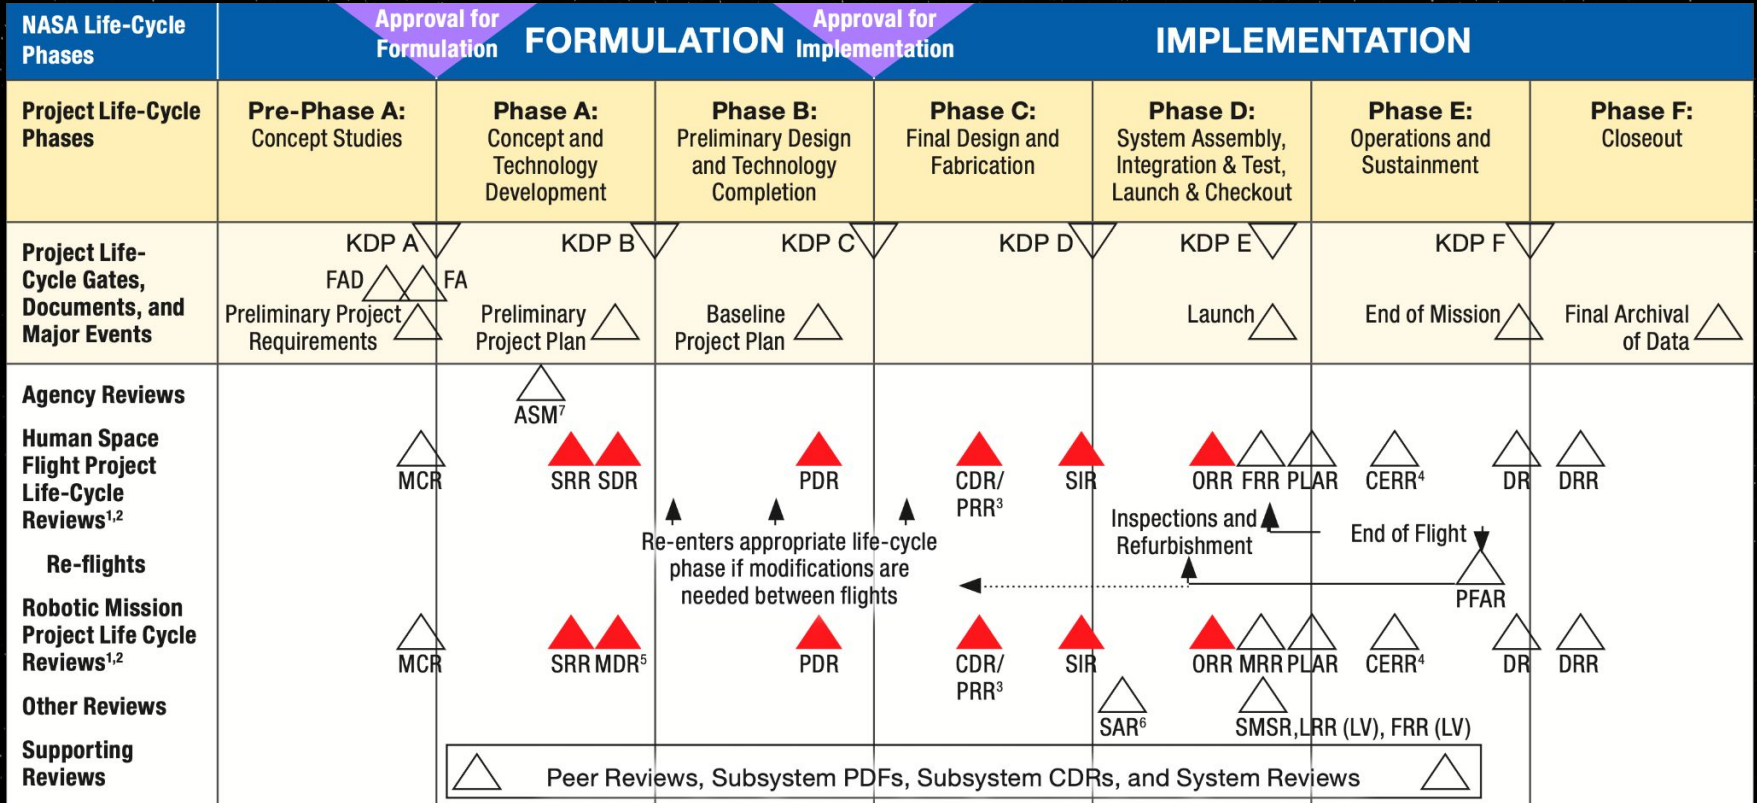 NASA Life-Cycle
Phases
Approval for
Formulation
FORMULATION
Approval for
Implementation
IMPLEMENTATION
Project Life-Cycle
Phases
Pre-Phase A:
Concept Studies
Phase A:
Concept and
Technology
Development
Phase B:
Preliminary Design
and Technology
Completion
Phase C:
Final Design and
Fabrication
Phase D:
System Assembly,
Integration & Test,
Launch & Checkout
Phase E:
Operations and
Sustainment
Phase F:
Closeout
Project Life-
Cycle Gates,
Documents, and
Major Events
KDP A
KDP B
KDP C
KDP D
KDP E
KDP F
FAD
FA
Preliminary Project
Requirements
Preliminary
Project Plan
Baseline
Project Plan
Launch
End of Mission
Final Archival
of Data
Agency Reviews
ASM⁷
Human Space
Flight Project
Life-Cycle
Reviews¹,²
MCR
SRR
SDR
PDR
CDR/
PRR³
SIR
ORR
FRR
PLAR
CERR⁴
DR
DRR
Re-flights
Re-enters appropriate life-cycle
phase if modifications are
needed between flights
Inspections and
Refurbishment
End of Flight
PFAR
Robotic Mission
Project Life Cycle
Reviews¹,²
MCR
SRR
MDR⁵
PDR
CDR/
PRR³
SIR
ORR
MRR
PLAR
CERR⁴
DR
DRR
Other Reviews
SAR⁶
SMSR,LRR (LV), FRR (LV)
Supporting
Reviews
Peer Reviews, Subsystem PDFs, Subsystem CDRs, and System Reviews